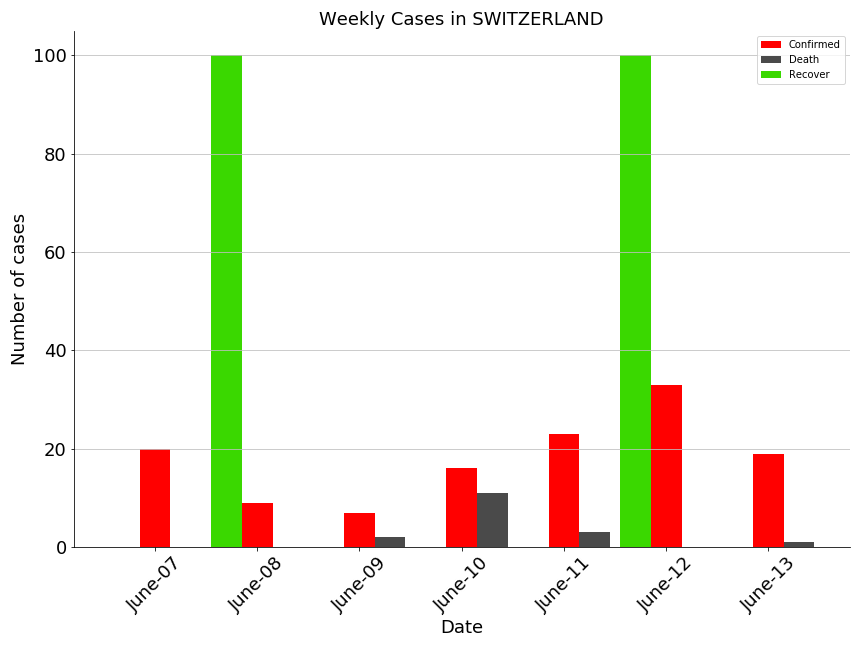 Weekly Cases in SWITZERLAND
Confirmed
Death
Recover
Number of cases
100
80
60
40
20
0
June-07
June-08
June-09
June-10
June-11
June-12
June-13
Date